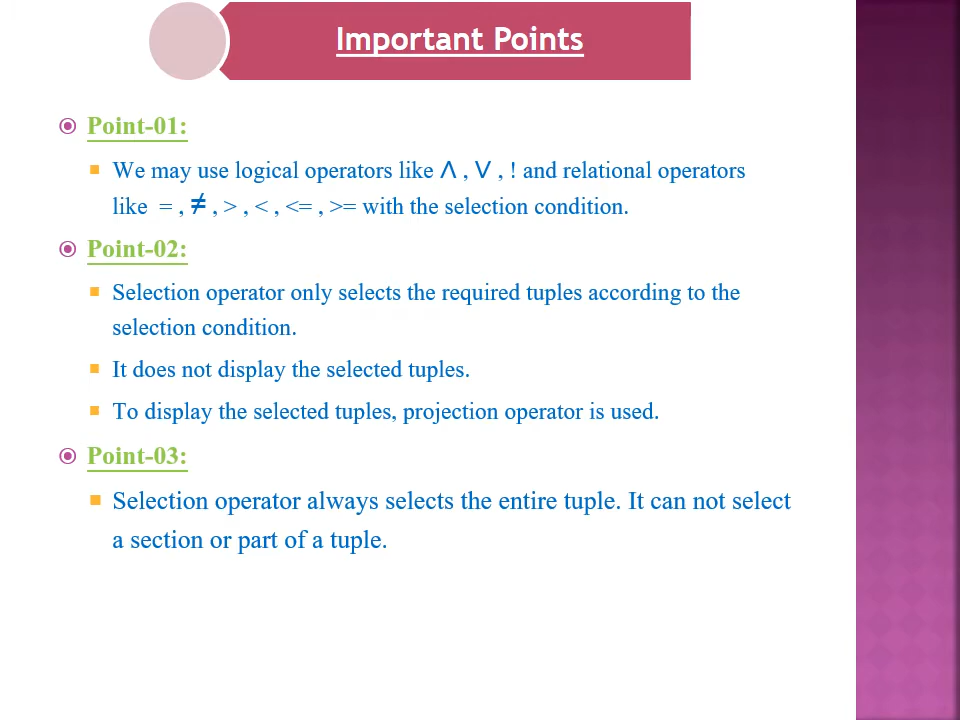 Important Points
Point-01:
We may use logical operators like Λ , V , ! and relational operators
like = , ≠ , > , < , <= , >= with the selection condition.
Point-02:
Selection operator only selects the required tuples according to the
selection condition.
It does not display the selected tuples.
To display the selected tuples, projection operator is used.
Point-03:
Selection operator always selects the entire tuple. It can not select
a section or part of a tuple.